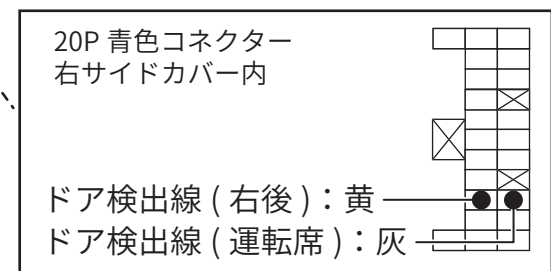 20P 青色コネクター
右サイドカバー内
ドア検出線 ( 右後 )：黄
ドア検出線 ( 運転席 )：灰